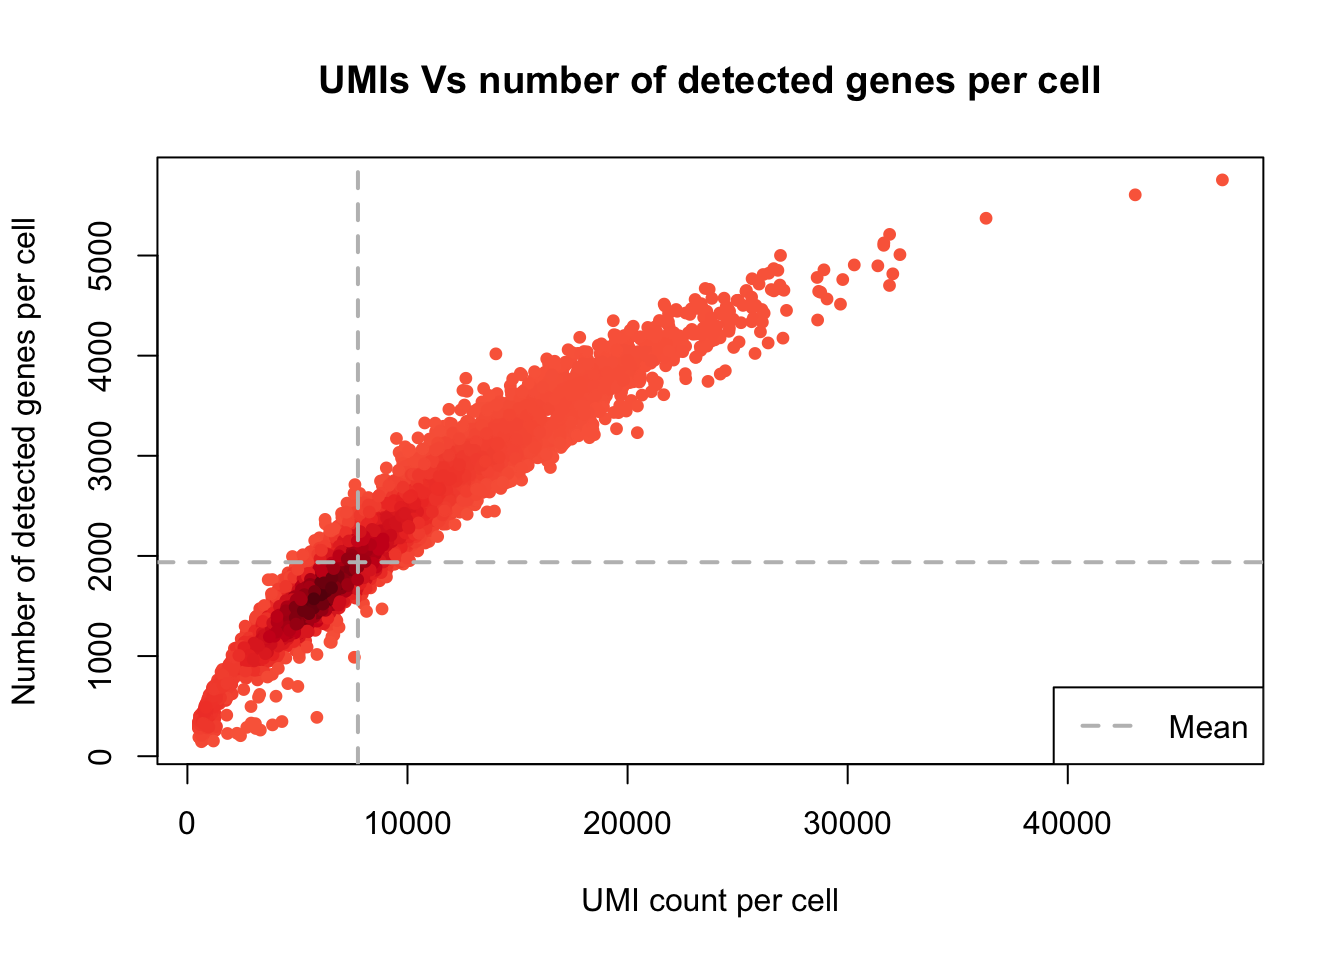 UMIs Vs number of detected genes per cell
Number of detected genes per cell
5000
4000
3000
2000
1000
0
Mean
0 10000 20000 30000 40000
UMI count per cell